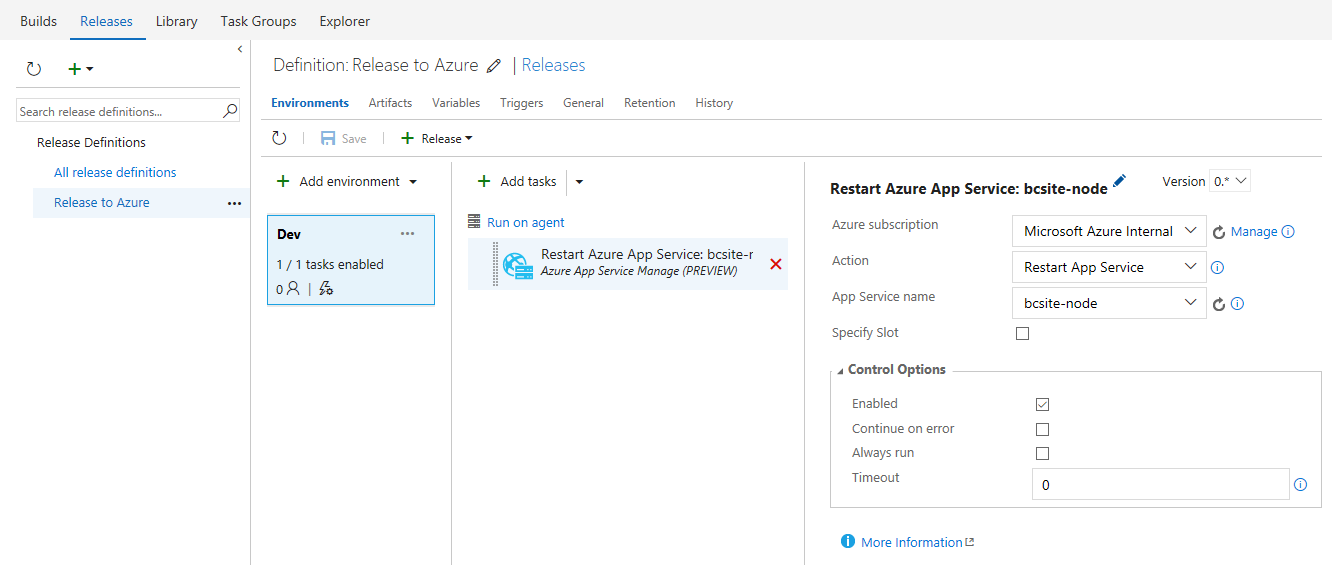 Builds Releases Library Task Groups Explorer
Search release definitions...
Release Definitions
All release definitions
Release to Azure ...
Definition: Release to Azure | Releases
Environments Artifacts Variables Triggers General Retention History
Save Release
Add environment
Dev ...
1 / 1 tasks enabled
0 |
Add tasks
Run on agent
Restart Azure App Service: bcsite-r
Azure App Service Manage (PREVIEW)
Restart Azure App Service: bcsite-node Version 0.*
Azure subscription Microsoft Azure Internal Manage
Action Restart App Service
App Service name bcsite-node
Specify Slot
Control Options
Enabled
Continue on error
Always run
Timeout 0
More Information